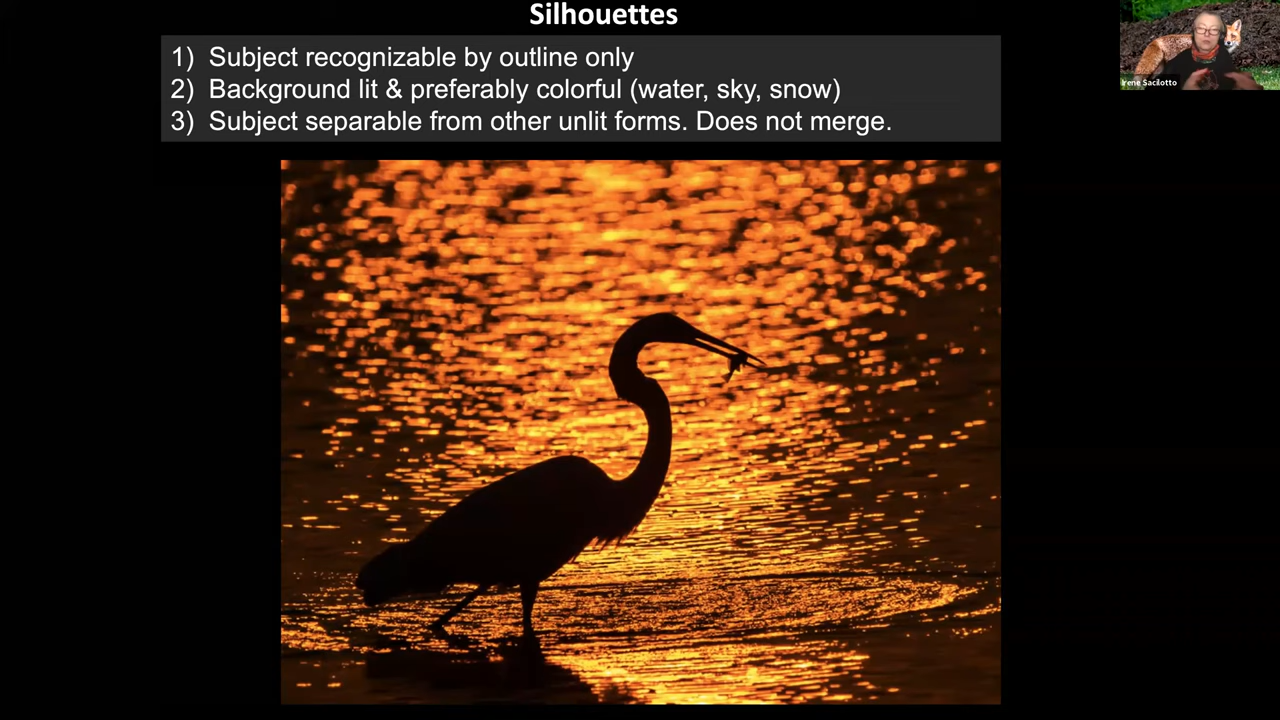 Silhouettes
1) Subject recognizable by outline only
2) Background lit & preferably colorful (water, sky, snow)
3) Subject separable from other unlit forms. Does not merge.
Irene Sacilotto